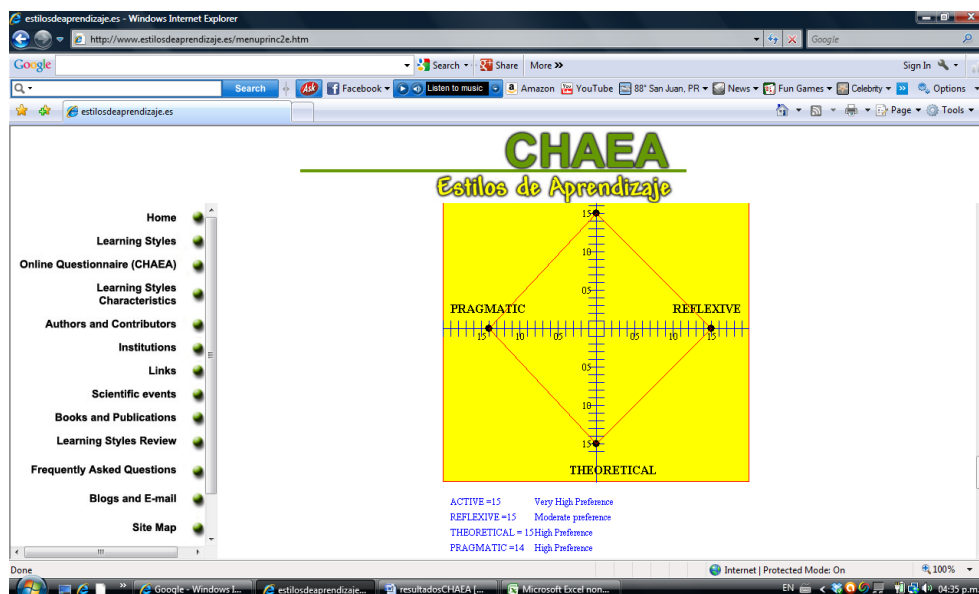 estilosdeaprendizaje.es - Windows Internet Explorer
http://www.estilosdeaprendizaje.es/menuprinc2e.htm
Google
Google
Search
Share
More »
Sign In
Search
Ask
Facebook
Listen to music
Amazon
YouTube
88° San Juan, PR
News
Fun Games
Celebrity
Options
estilosdeaprendizaje.es
Page
Tools
CHAEA
Estilos de Aprendizaje
Home
Learning Styles
Online Questionnaire (CHAEA)
Learning Styles
Characteristics
Authors and Contributors
Institutions
Links
Scientific events
Books and Publications
Learning Styles Review
Frequently Asked Questions
Blogs and E-mail
Site Map
15
10
05
PRAGMATIC
REFLEXIVE
15 10 05 05 10 15
05
10
15
THEORETICAL
ACTIVE =15 Very High Preference
REFLEXIVE =15 Moderate preference
THEORETICAL = 15 High Preference
PRAGMATIC =14 High Preference
Done
Internet | Protected Mode: On
100%
Google - Windows I...
estilosdeaprendizaje...
resultadosCHAEA [...
Microsoft Excel non...
EN
04:35 p.m.